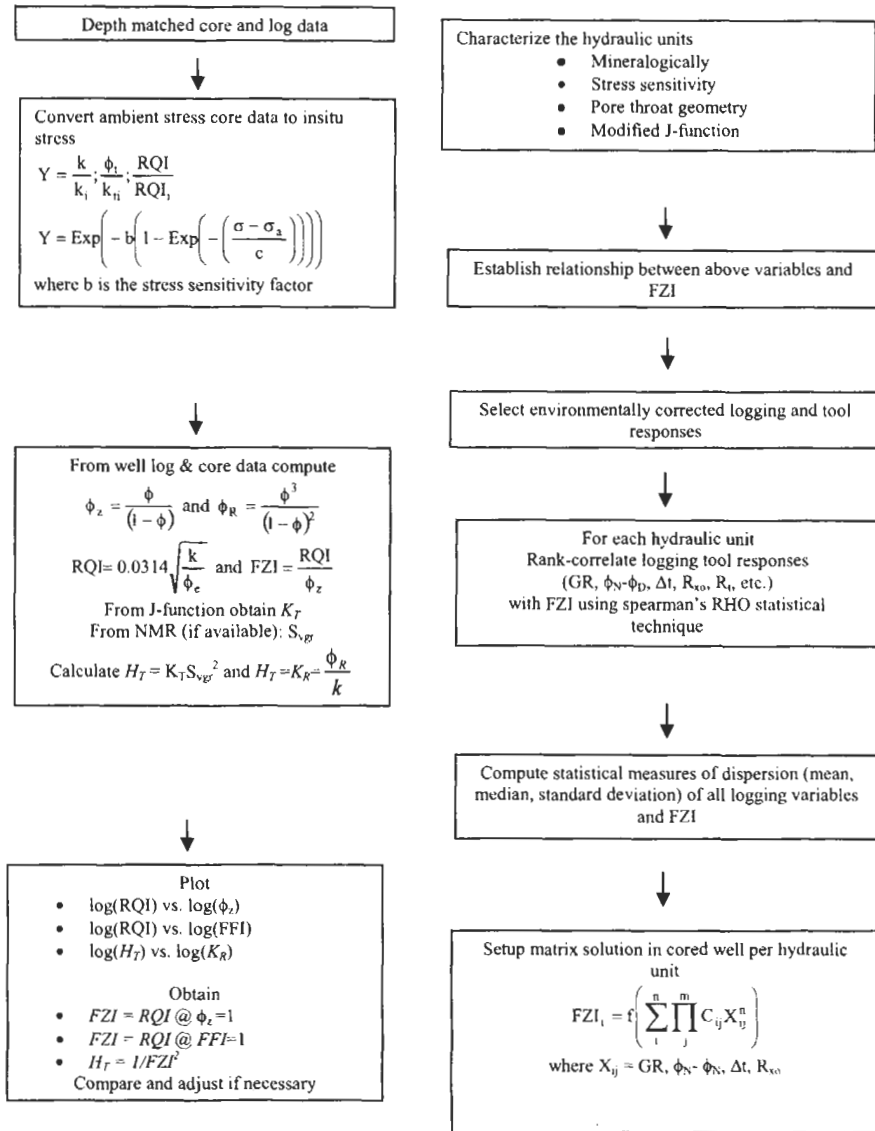 Depth matched core and log data
Convert ambient stress core data to insitu
stress
Y = k/k_i ; ϕ_i/k_ri ; RQI/RQI_i
Y = Exp(−b(1 − Exp(−((σ − σ_a)/c))))
where b is the stress sensitivity factor
From well log & core data compute
ϕ_z = ϕ/(1 − ϕ) and ϕ_R = ϕ^3/(1 − ϕ)^2
RQI= 0.0314√(k/ϕ_e) and FZI = RQI/ϕ_z
From J-function obtain K_T
From NMR (if available): S_vgr
Calculate H_T = K_T S_vgr^2 and H_T = K_R = ϕ_R/k
Plot
• log(RQI) vs. log(ϕ_z)
• log(RQI) vs. log(FFI)
• log(H_T) vs. log(K_R)
Obtain
• FZI = RQI @ ϕ_z =1
• FZI = RQI @ FFI=1
• H_T = 1/FZI^2
Compare and adjust if necessary
Characterize the hydraulic units
• Mineralogically
• Stress sensitivity
• Pore throat geometry
• Modified J-function
Establish relationship between above variables and
FZI
Select environmentally corrected logging and tool
responses
For each hydraulic unit
Rank-correlate logging tool responses
(GR, ϕ_N-ϕ_D, Δt, R_xo, R_t, etc.)
with FZI using spearman's RHO statistical
technique
Compute statistical measures of dispersion (mean,
median, standard deviation) of all logging variables
and FZI
Setup matrix solution in cored well per hydraulic
unit
FZI_i = f(∑_i^n ∏_j^m C_ij X_ij^n)
where X_ij = GR, ϕ_N- ϕ_N, Δt, R_xo